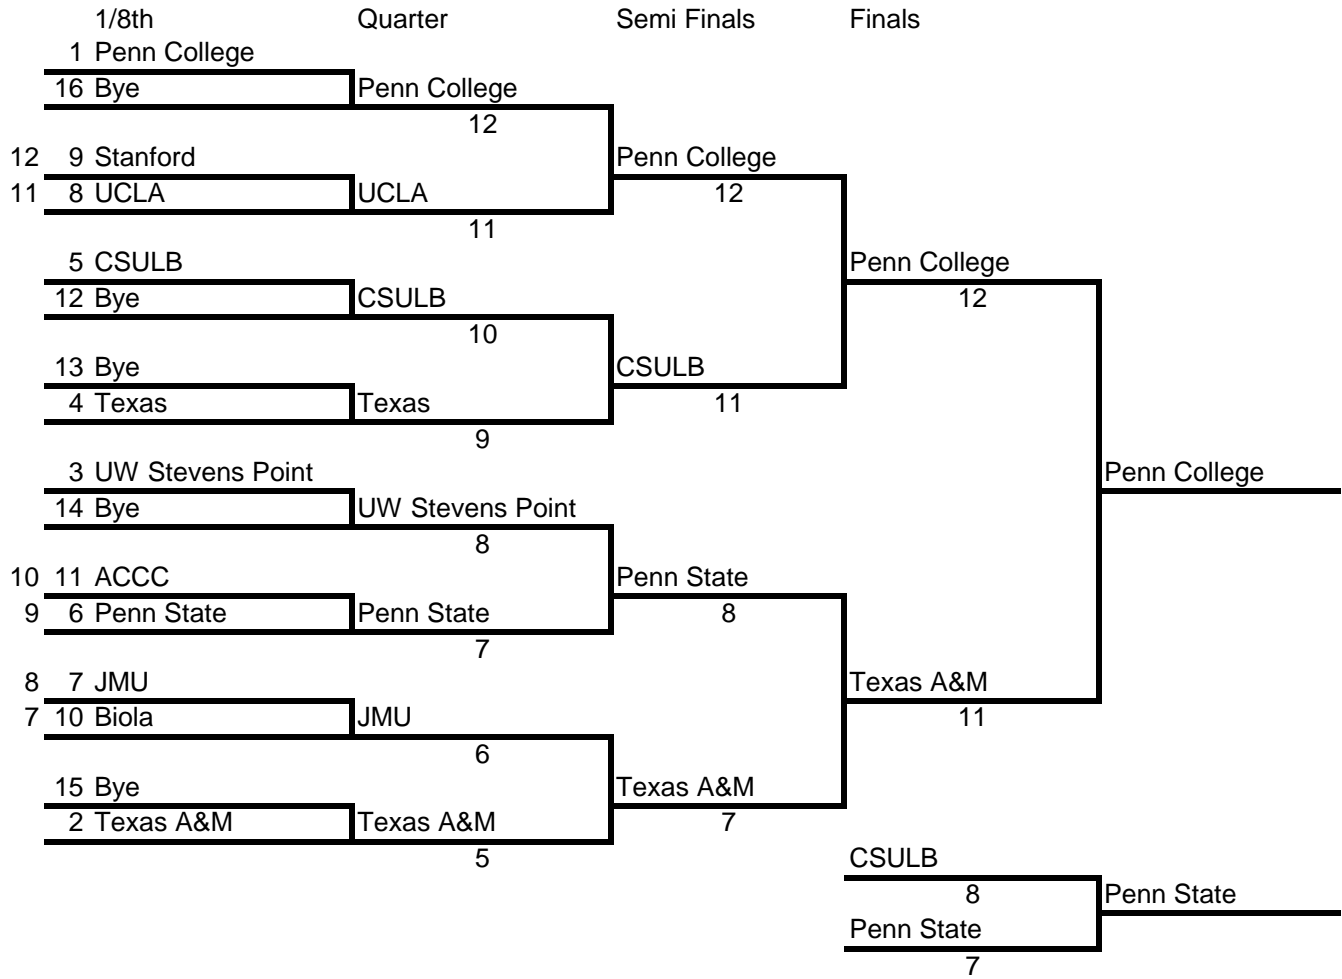 1/8th Quarter Semi Finals Finals
1 Penn College
16 Bye Penn College
12
12 9 Stanford Penn College
11 8 UCLA UCLA 12
11
5 CSULB Penn College
12 Bye CSULB 12
10
13 Bye CSULB
4 Texas Texas 11
9
3 UW Stevens Point Penn College
14 Bye UW Stevens Point
8
10 11 ACCC Penn State
9 6 Penn State Penn State 8
7
8 7 JMU Texas A&M
7 10 Biola JMU 11
6
15 Bye Texas A&M
2 Texas A&M Texas A&M 7
5 CSULB
8 Penn State
Penn State
7